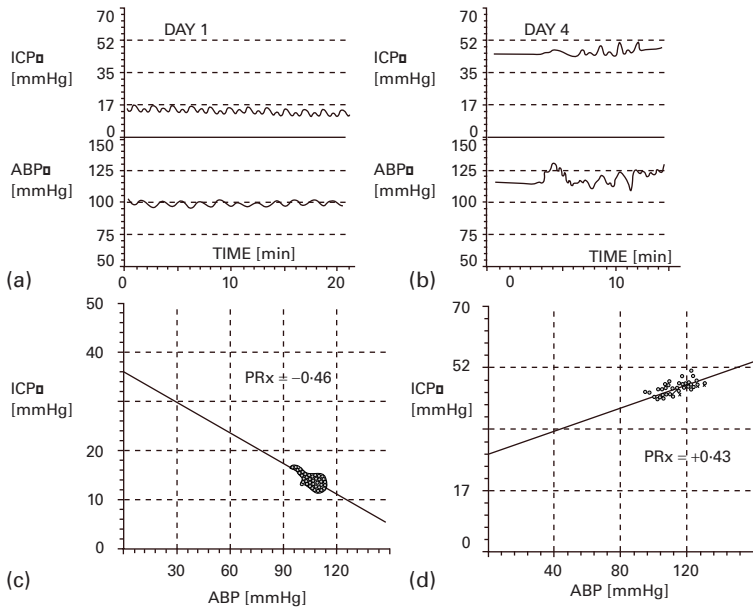 DAY 1
70
ICP▯ 52
[mmHg] 35
17
0
150
ABP▯ 125
[mmHg] 100
75
50
TIME [min]
0 10 20
(a)
DAY 4
70
ICP▯ 52
[mmHg] 35
17
0
150
ABP▯ 125
[mmHg] 100
75
50
TIME [min]
0 10
(b)
50
40
ICP▯
[mmHg]
30
20
10
0
PRx = −0·46
30 60 90 120
ABP [mmHg]
(c)
70
52
ICP▯
[mmHg]
17
0
PRx = +0·43
40 80 120
ABP [mmHg]
(d)